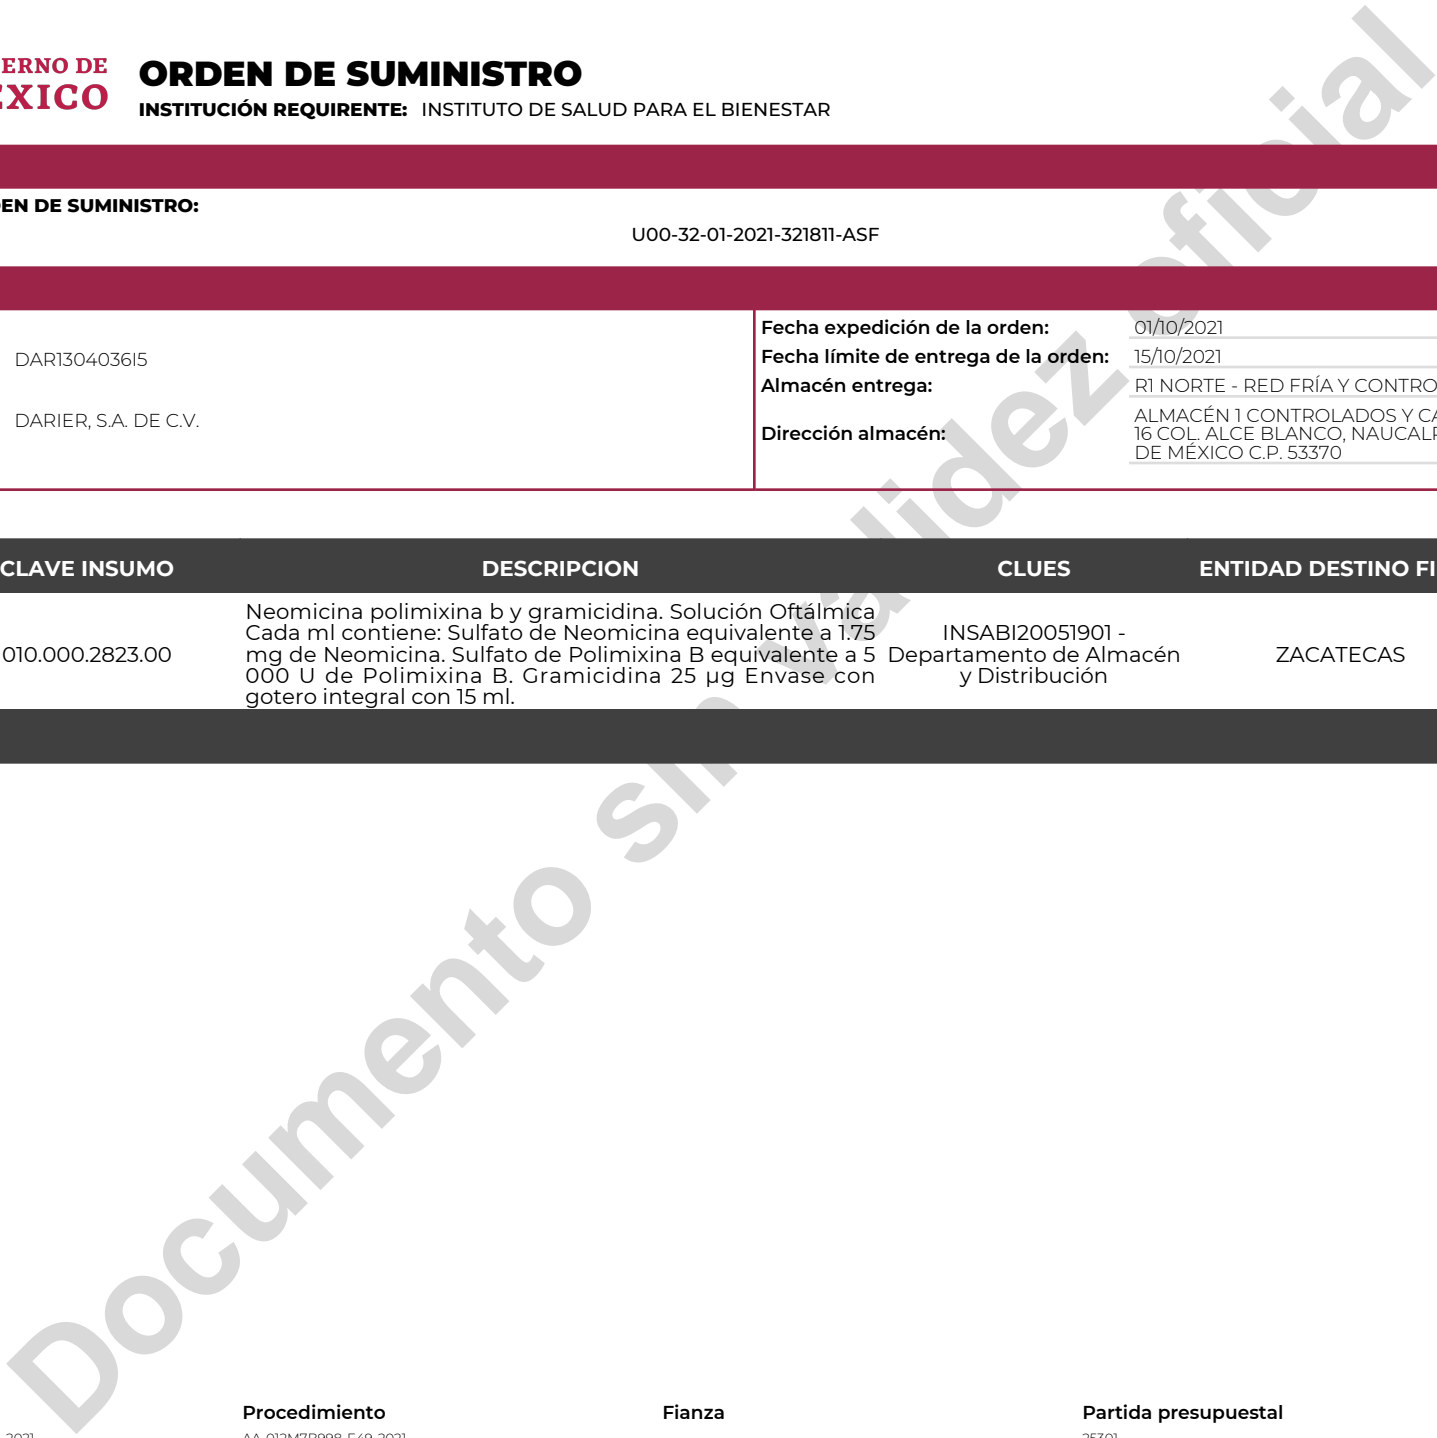 ERNO DE
ÉXICO
ORDEN DE SUMINISTRO
INSTITUCIÓN REQUIRENTE: INSTITUTO DE SALUD PARA EL BIENESTAR
EN DE SUMINISTRO:
U00-32-01-2021-321811-ASF
DAR1304036I5
DARIER, S.A. DE C.V.
Fecha expedición de la orden: 01/10/2021
Fecha límite de entrega de la orden: 15/10/2021
Almacén entrega: R1 NORTE - RED FRÍA Y CONTRO
Dirección almacén: ALMACÉN 1 CONTROLADOS Y CA
16 COL. ALCE BLANCO, NAUCALP
DE MÉXICO C.P. 53370
CLAVE INSUMO DESCRIPCION CLUES ENTIDAD DESTINO FI
010.000.2823.00
Neomicina polimixina b y gramicidina. Solución Oftálmica
Cada ml contiene: Sulfato de Neomicina equivalente a 1.75
mg de Neomicina. Sulfato de Polimixina B equivalente a 5
000 U de Polimixina B. Gramicidina 25 µg Envase con
gotero integral con 15 ml.
INSABI20051901 -
Departamento de Almacén
y Distribución
ZACATECAS
Documento sin validez oficial
Procedimiento Fianza Partida presupuestal